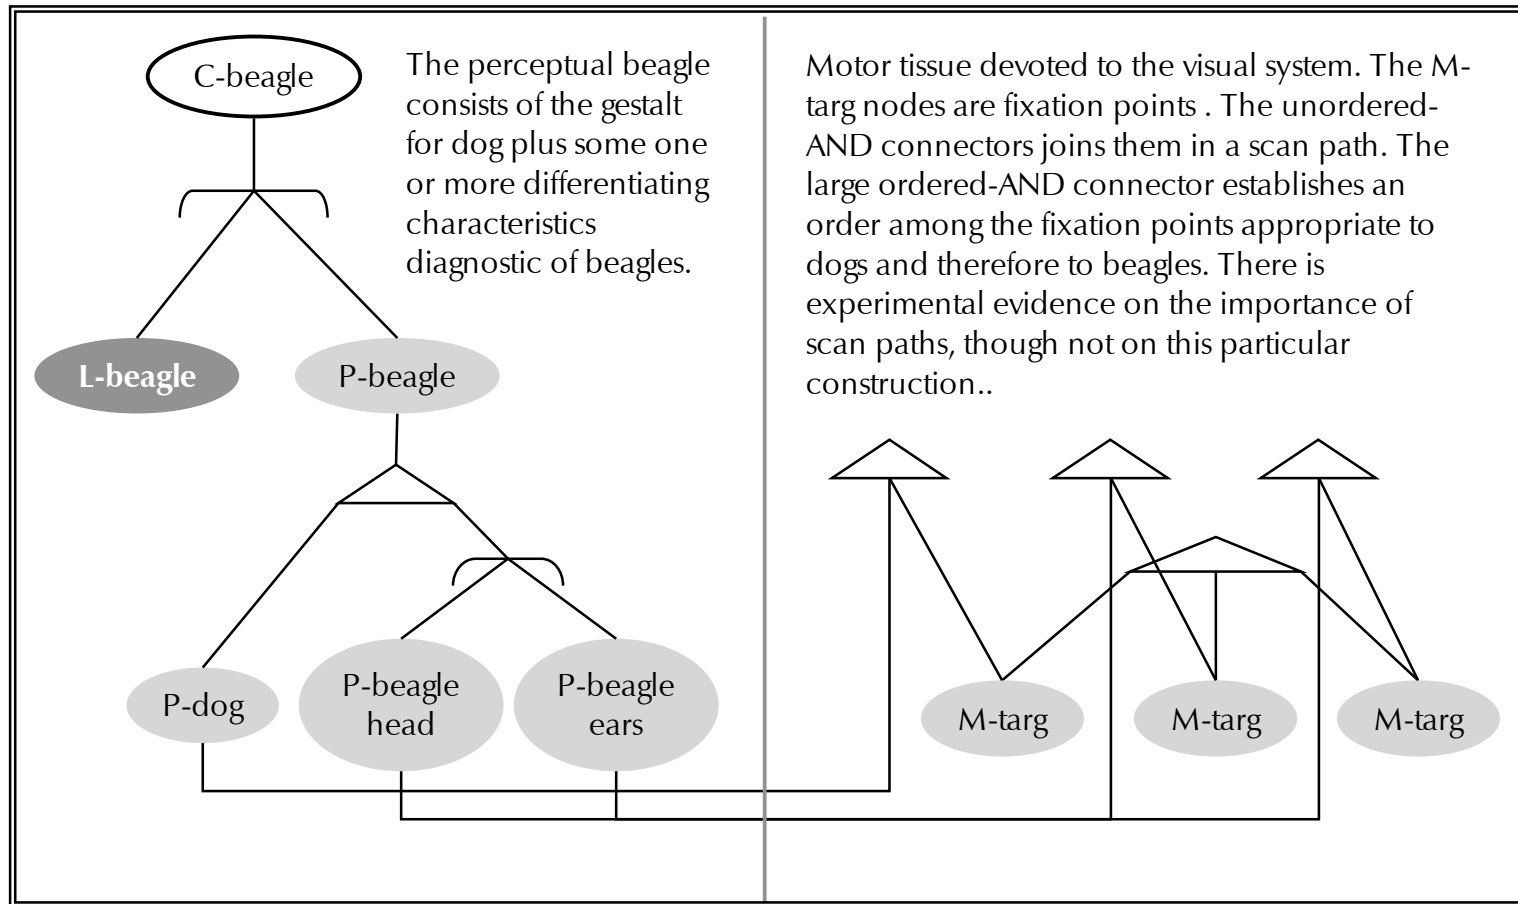 C-beagle
The perceptual beagle
consists of the gestalt
for dog plus some one
or more differentiating
characteristics
diagnostic of beagles.
L-beagle
P-beagle
P-dog
P-beagle
head
P-beagle
ears
Motor tissue devoted to the visual system. The M-
targ nodes are fixation points . The unordered-
AND connectors joins them in a scan path. The
large ordered-AND connector establishes an
order among the fixation points appropriate to
dogs and therefore to beagles. There is
experimental evidence on the importance of
scan paths, though not on this particular
construction..
M-targ
M-targ
M-targ